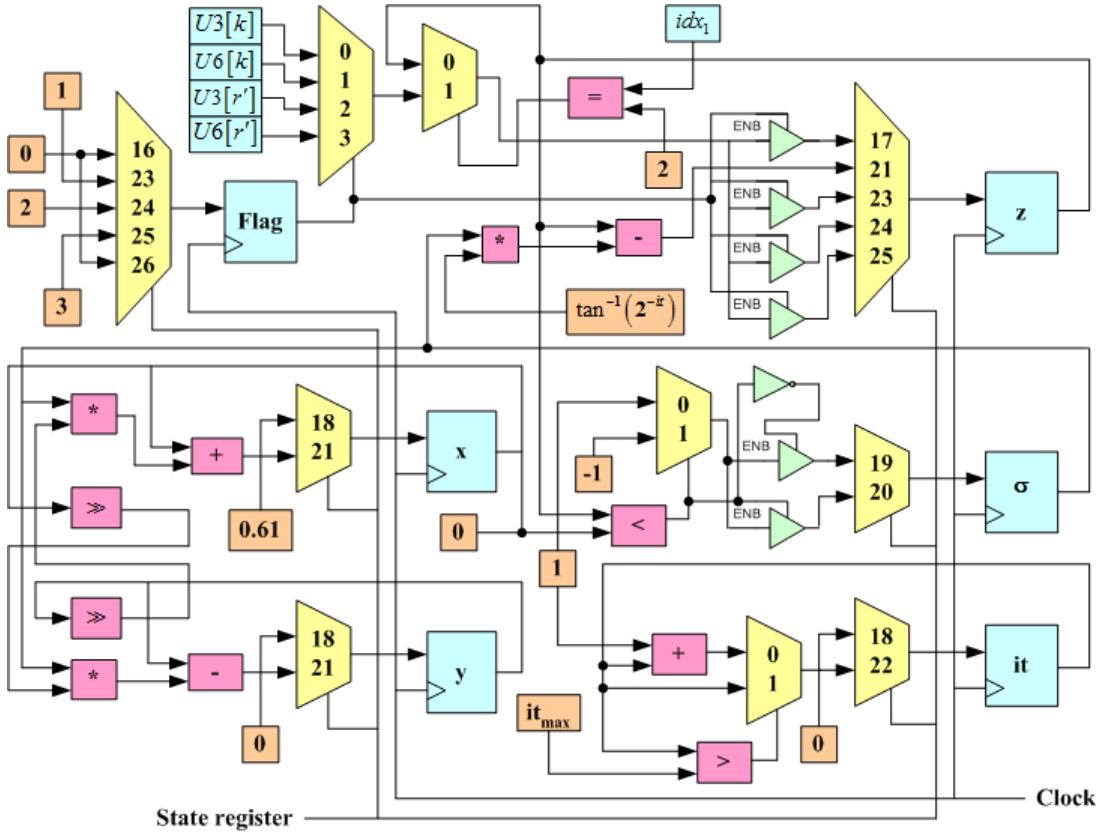 U3[k]
U6[k]
U3[r']
U6[r']
0
1
2
3
0
1
idx₁
=
2
1
0
2
3
16
23
24
25
26
Flag
*
-
tan⁻¹(2⁻ⁱᵗ)
ENB
ENB
ENB
ENB
17
21
23
24
25
z
*
+
≫
0.61
18
21
x
0
1
-1
0
<
1
ENB
ENB
19
20
σ
≫
*
-
0
18
21
y
+
it_max
>
0
1
0
18
22
it
Clock
State register